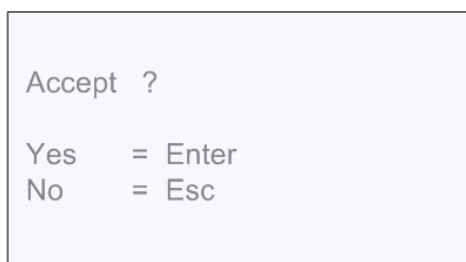 Accept ?
Yes = Enter
No = Esc